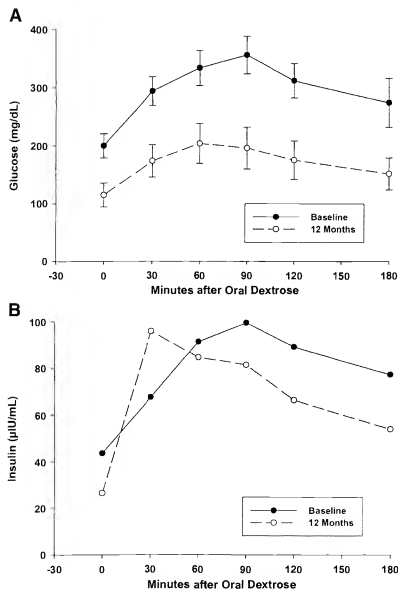 A
400
300
200
100
0
Glucose (mg/dL)
Baseline
12 Months
-30 0 30 60 90 120 150 180
Minutes after Oral Dextrose
B
100
80
60
40
20
0
Insulin (µIU/mL)
Baseline
12 Months
-30 0 30 60 90 120 150 180
Minutes after Oral Dextrose